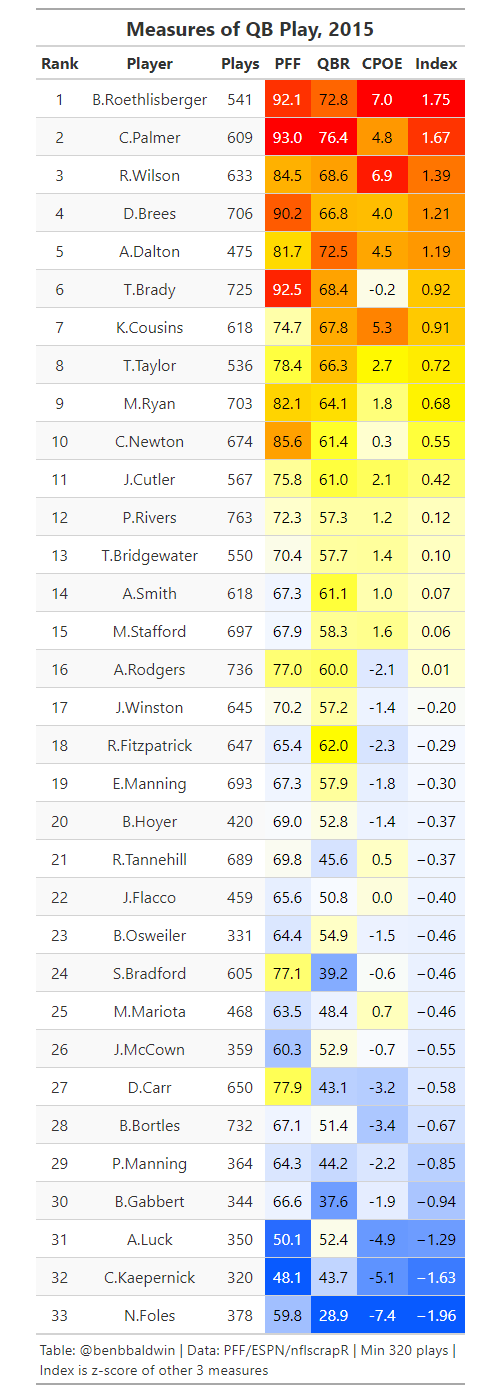 Measures of QB Play, 2015
Rank Player Plays PFF QBR CPOE Index
1 B.Roethlisberger 541 92.1 72.8 7.0 1.75
2 C.Palmer 609 93.0 76.4 4.8 1.67
3 R.Wilson 633 84.5 68.6 6.9 1.39
4 D.Brees 706 90.2 66.8 4.0 1.21
5 A.Dalton 475 81.7 72.5 4.5 1.19
6 T.Brady 725 92.5 68.4 -0.2 0.92
7 K.Cousins 618 74.7 67.8 5.3 0.91
8 T.Taylor 536 78.4 66.3 2.7 0.72
9 M.Ryan 703 82.1 64.1 1.8 0.68
10 C.Newton 674 85.6 61.4 0.3 0.55
11 J.Cutler 567 75.8 61.0 2.1 0.42
12 P.Rivers 763 72.3 57.3 1.2 0.12
13 T.Bridgewater 550 70.4 57.7 1.4 0.10
14 A.Smith 618 67.3 61.1 1.0 0.07
15 M.Stafford 697 67.9 58.3 1.6 0.06
16 A.Rodgers 736 77.0 60.0 -2.1 0.01
17 J.Winston 645 70.2 57.2 -1.4 −0.20
18 R.Fitzpatrick 647 65.4 62.0 -2.3 −0.29
19 E.Manning 693 67.3 57.9 -1.8 −0.30
20 B.Hoyer 420 69.0 52.8 -1.4 −0.37
21 R.Tannehill 689 69.8 45.6 0.5 −0.37
22 J.Flacco 459 65.6 50.8 0.0 −0.40
23 B.Osweiler 331 64.4 54.9 -1.5 −0.46
24 S.Bradford 605 77.1 39.2 -0.6 −0.46
25 M.Mariota 468 63.5 48.4 0.7 −0.46
26 J.McCown 359 60.3 52.9 -0.7 −0.55
27 D.Carr 650 77.9 43.1 -3.2 −0.58
28 B.Bortles 732 67.1 51.4 -3.4 −0.67
29 P.Manning 364 64.3 44.2 -2.2 −0.85
30 B.Gabbert 344 66.6 37.6 -1.9 −0.94
31 A.Luck 350 50.1 52.4 -4.9 −1.29
32 C.Kaepernick 320 48.1 43.7 -5.1 −1.63
33 N.Foles 378 59.8 28.9 -7.4 −1.96
Table: @benbbaldwin | Data: PFF/ESPN/nflscrapR | Min 320 plays |
Index is z-score of other 3 measures